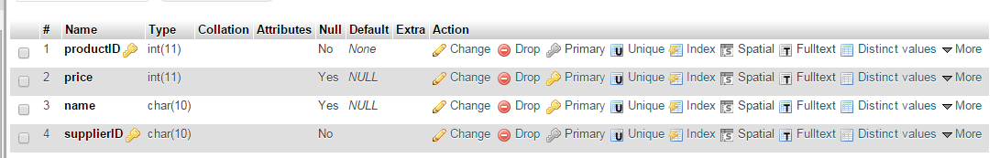 # Name Type Collation Attributes Null Default Extra Action
1 productID int(11) No None Change Drop Primary Unique Index Spatial Fulltext Distinct values More
2 price int(11) Yes NULL Change Drop Primary Unique Index Spatial Fulltext Distinct values More
3 name char(10) Yes NULL Change Drop Primary Unique Index Spatial Fulltext Distinct values More
4 supplierID char(10) No Change Drop Primary Unique Index Spatial Fulltext Distinct values More